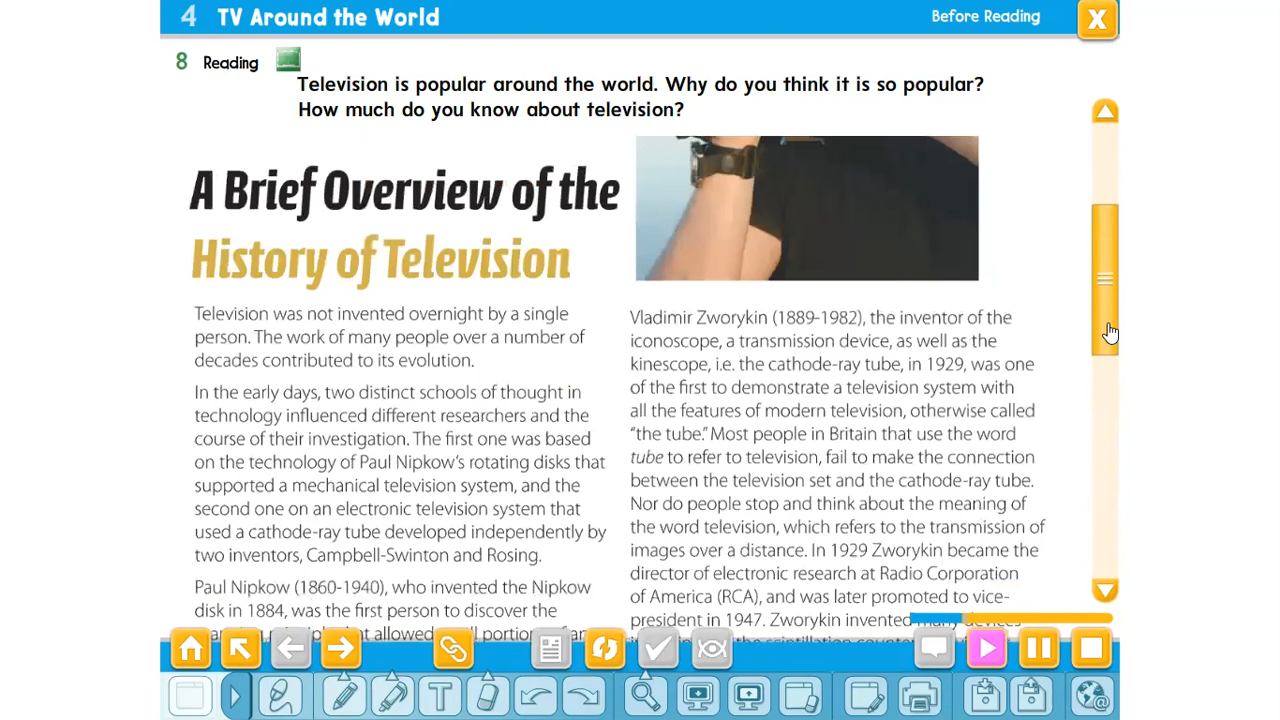 4 TV Around the World
Before Reading
X
8 Reading
Television is popular around the world. Why do you think it is so popular?
How much do you know about television?
A Brief Overview of the
History of Television
Television was not invented overnight by a single
person. The work of many people over a number of
decades contributed to its evolution.
In the early days, two distinct schools of thought in
technology influenced different researchers and the
course of their investigation. The first one was based
on the technology of Paul Nipkow’s rotating disks that
supported a mechanical television system, and the
second one on an electronic television system that
used a cathode-ray tube developed independently by
two inventors, Campbell-Swinton and Rosing.
Paul Nipkow (1860-1940), who invented the Nipkow
disk in 1884, was the first person to discover the
Vladimir Zworykin (1889-1982), the inventor of the
iconoscope, a transmission device, as well as the
kinescope, i.e. the cathode-ray tube, in 1929, was one
of the first to demonstrate a television system with
all the features of modern television, otherwise called
“the tube.” Most people in Britain that use the word
tube to refer to television, fail to make the connection
between the television set and the cathode-ray tube.
Nor do people stop and think about the meaning of
the word television, which refers to the transmission of
images over a distance. In 1929 Zworykin became the
director of electronic research at Radio Corporation
of America (RCA), and was later promoted to vice-
president in 1947. Zworykin invented many devices
T